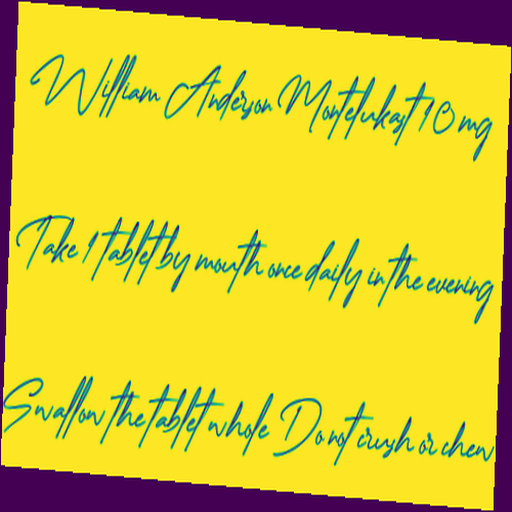 William Anderson Montelukast 10 mg
Take 1 tablet by mouth once daily in the evening
Swallow the tablet whole Do not crush or chew